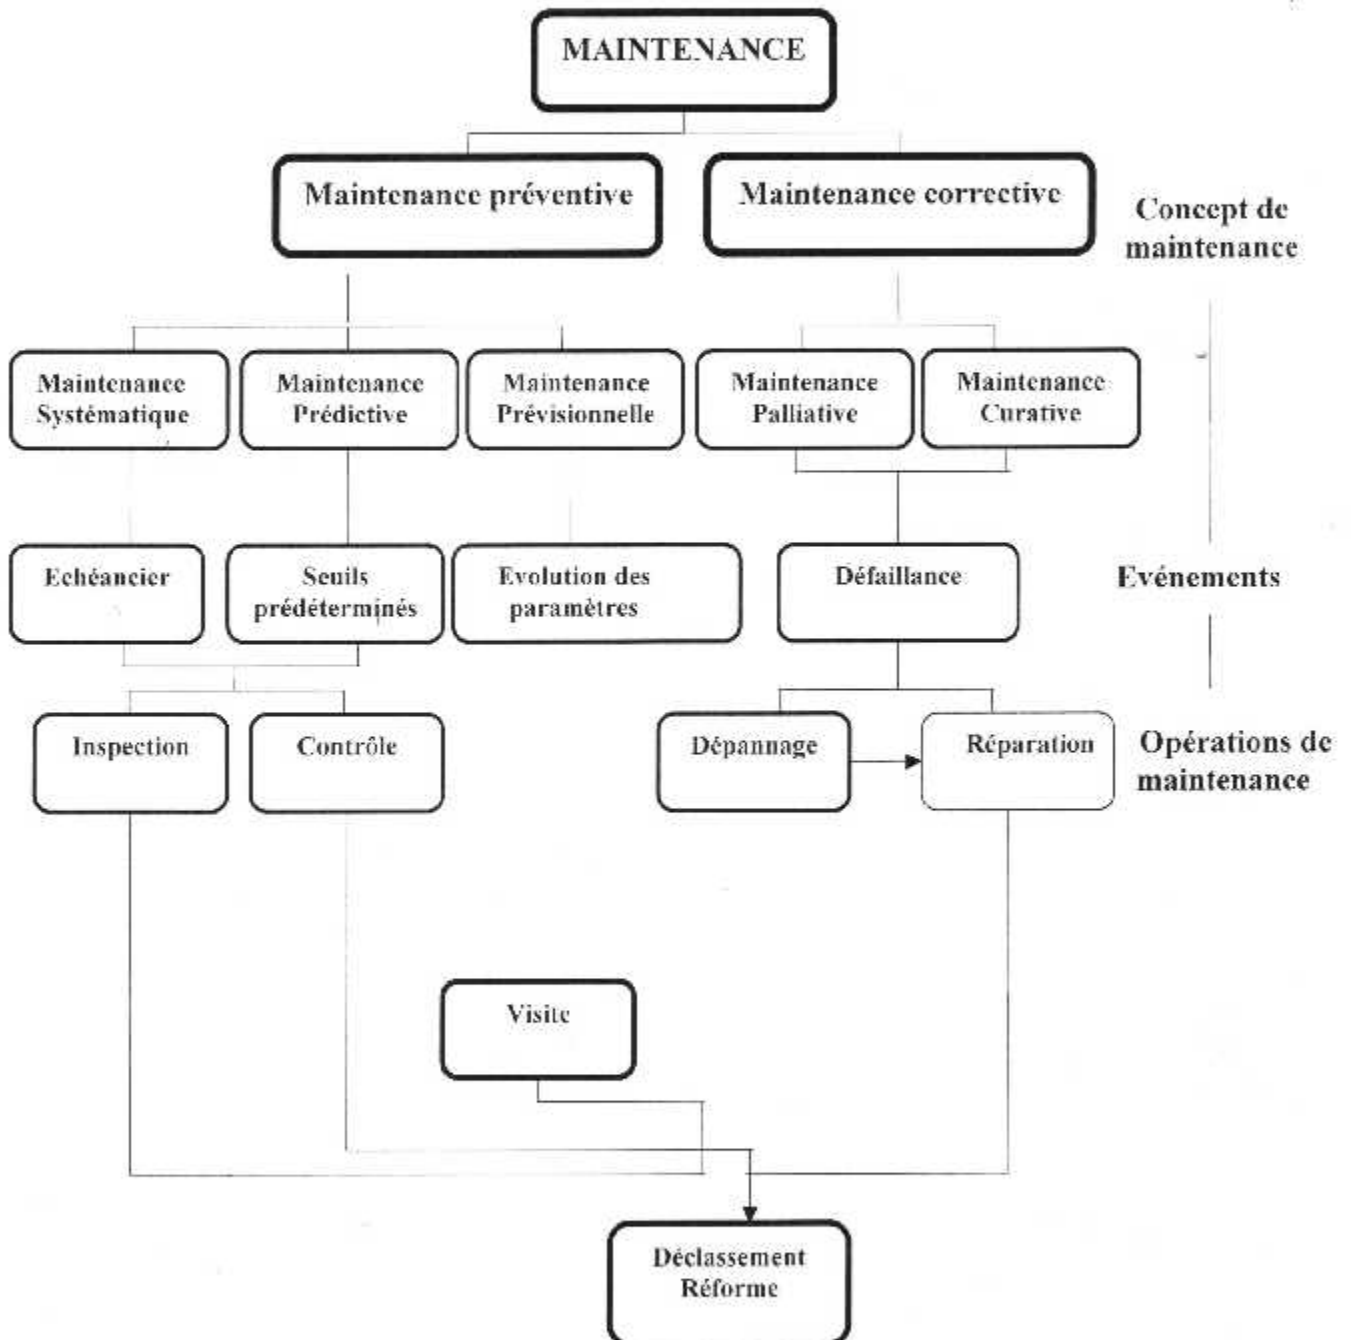 MAINTENANCE
Maintenance préventive
Maintenance corrective
Concept de
maintenance
Maintenance
Systématique
Maintenance
Prédictive
Maintenance
Prévisionnelle
Maintenance
Palliative
Maintenance
Curative
Echéancier
Seuils
prédéterminés
Evolution des
paramètres
Défaillance
Evénements
Inspection
Contrôle
Dépannage
Réparation
Opérations de
maintenance
Visite
Déclassement
Réforme